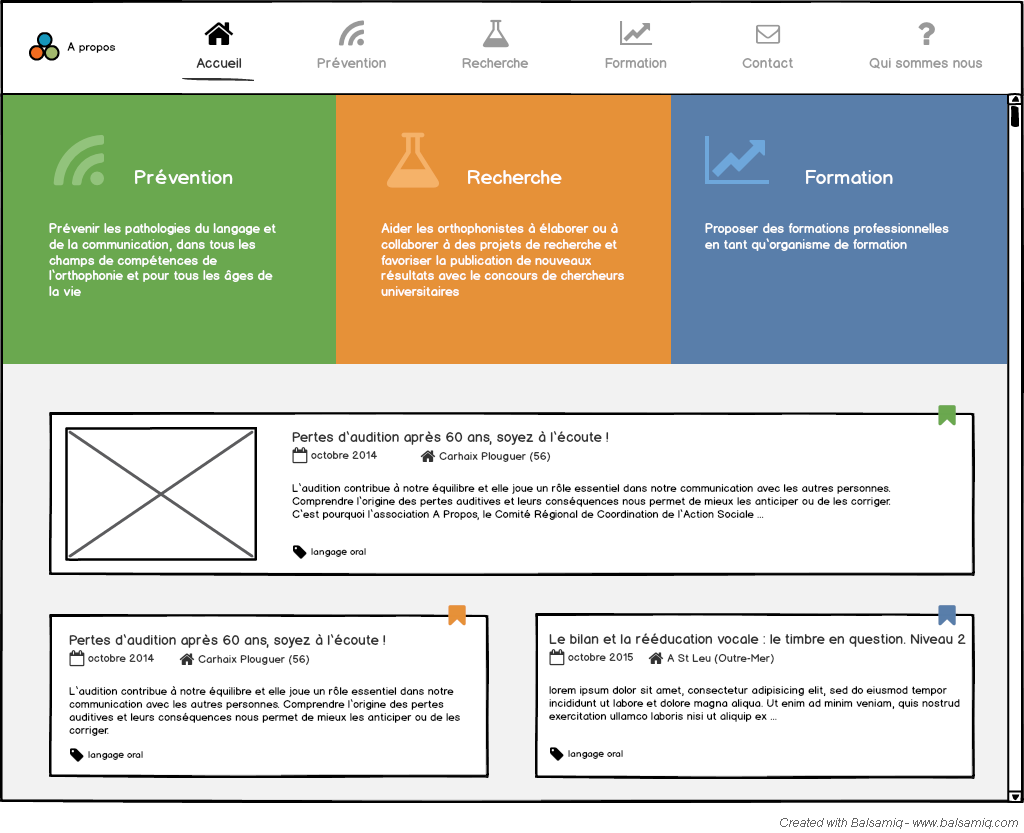 A propos
Accueil
Prévention
Recherche
Formation
Contact
Qui sommes nous
Prévention
Prévenir les pathologies du langage et
de la communication, dans tous les
champs de compétences de
l'orthophonie et pour tous les âges de
la vie
Recherche
Aider les orthophonistes à élaborer ou à
collaborer à des projets de recherche et
favoriser la publication de nouveaux
résultats avec le concours de chercheurs
universitaires
Formation
Proposer des formations professionnelles
en tant qu'organisme de formation
Pertes d'audition après 60 ans, soyez à l'écoute !
octobre 2014 Carhaix Plouguer (56)
L'audition contribue à notre équilibre et elle joue un rôle essentiel dans notre communication avec les autres personnes.
Comprendre l'origine des pertes auditives et leurs conséquences nous permet de mieux les anticiper ou de les corriger.
C'est pourquoi l'association A Propos, le Comité Régional de Coordination de l'Action Sociale ...
langage oral
Pertes d'audition après 60 ans, soyez à l'écoute !
octobre 2014 Carhaix Plouguer (56)
L'audition contribue à notre équilibre et elle joue un rôle essentiel dans notre
communication avec les autres personnes. Comprendre l'origine des pertes
auditives et leurs conséquences nous permet de mieux les anticiper ou de les
corriger.
langage oral
Le bilan et la rééducation vocale : le timbre en question. Niveau 2
octobre 2015 A St Leu (Outre-Mer)
lorem ipsum dolor sit amet, consectetur adipisicing elit, sed do eiusmod tempor
incididunt ut labore et dolore magna aliqua. Ut enim ad minim veniam, quis nostrud
exercitation ullamco laboris nisi ut aliquip ex ...
langage oral
Created with Balsamiq - www.balsamiq.com